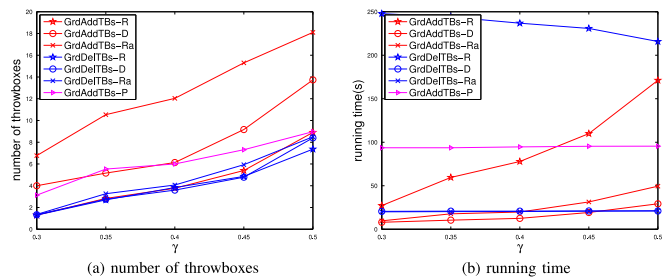 20
18
16
14
12
10
8
6
4
2
0
number of throwboxes
GrdAddTBs−R
GrdAddTBs−D
GrdAddTBs−Ra
GrdDelTBs−R
GrdDelTBs−D
GrdDelTBs−Ra
GrdAddTBs−P
0.3 0.35 0.4 0.45 0.5
γ
(a) number of throwboxes
250
200
150
100
50
0
running time(s)
GrdAddTBs−R
GrdAddTBs−D
GrdAddTBs−Ra
GrdDelTBs−R
GrdDelTBs−D
GrdDelTBs−Ra
GrdAddTBs−P
0.3 0.35 0.4 0.45 0.5
γ
(b) running time